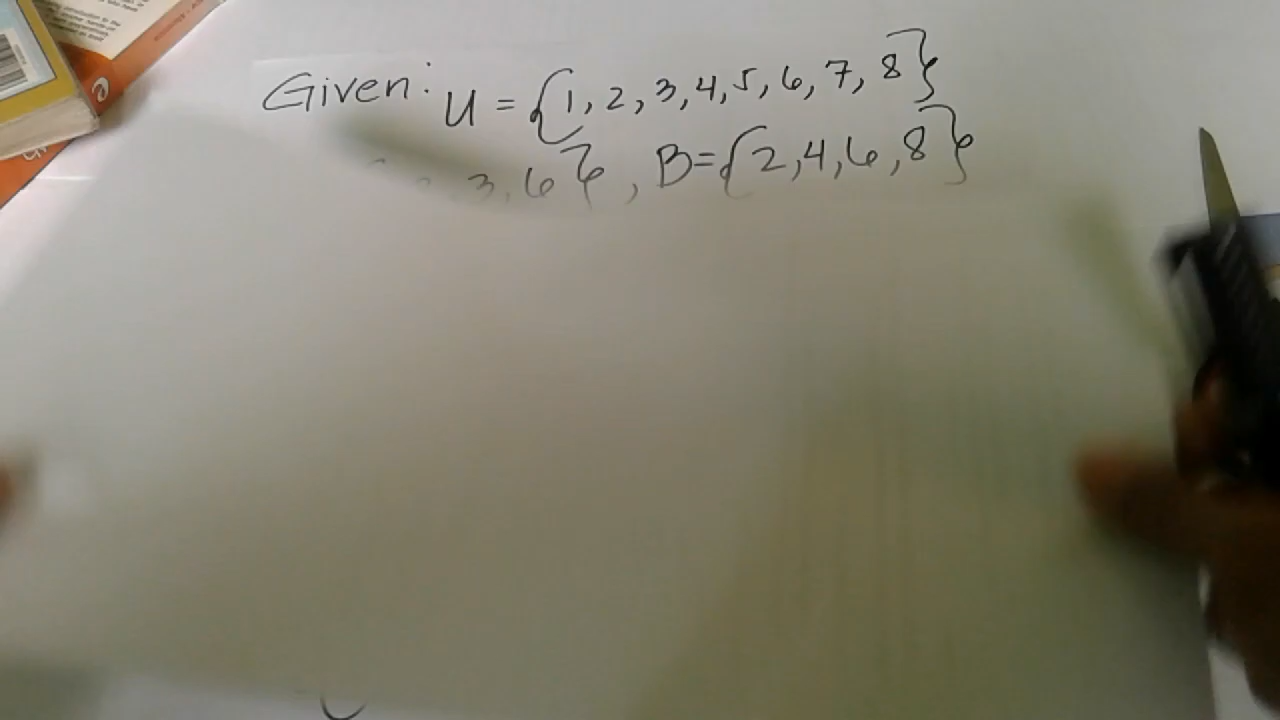 Given: U = {1, 2, 3, 4, 5, 6, 7, 8}
3, 6}, B = {2, 4, 6, 8}